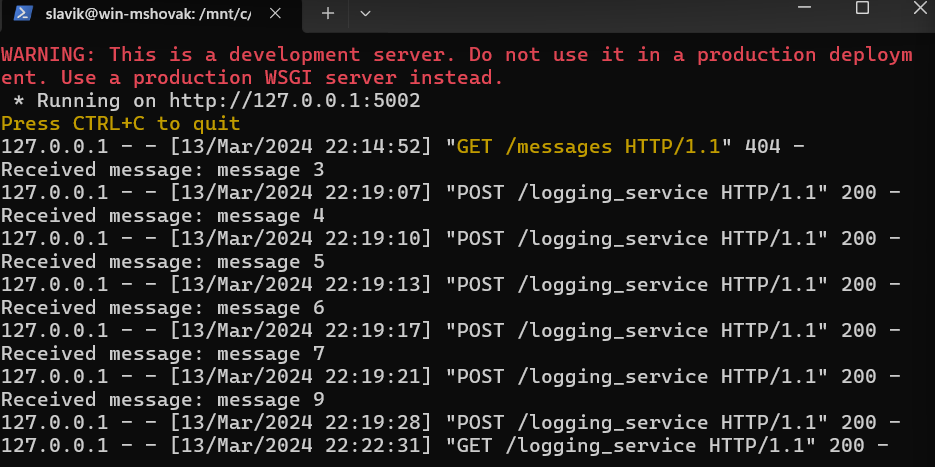 slavik@win-mshovak: /mnt/c/
WARNING: This is a development server. Do not use it in a production deploym
ent. Use a production WSGI server instead.
 * Running on http://127.0.0.1:5002
Press CTRL+C to quit
127.0.0.1 - - [13/Mar/2024 22:14:52] "GET /messages HTTP/1.1" 404 -
Received message: message 3
127.0.0.1 - - [13/Mar/2024 22:19:07] "POST /logging_service HTTP/1.1" 200 -
Received message: message 4
127.0.0.1 - - [13/Mar/2024 22:19:10] "POST /logging_service HTTP/1.1" 200 -
Received message: message 5
127.0.0.1 - - [13/Mar/2024 22:19:13] "POST /logging_service HTTP/1.1" 200 -
Received message: message 6
127.0.0.1 - - [13/Mar/2024 22:19:17] "POST /logging_service HTTP/1.1" 200 -
Received message: message 7
127.0.0.1 - - [13/Mar/2024 22:19:21] "POST /logging_service HTTP/1.1" 200 -
Received message: message 9
127.0.0.1 - - [13/Mar/2024 22:19:28] "POST /logging_service HTTP/1.1" 200 -
127.0.0.1 - - [13/Mar/2024 22:22:31] "GET /logging_service HTTP/1.1" 200 -